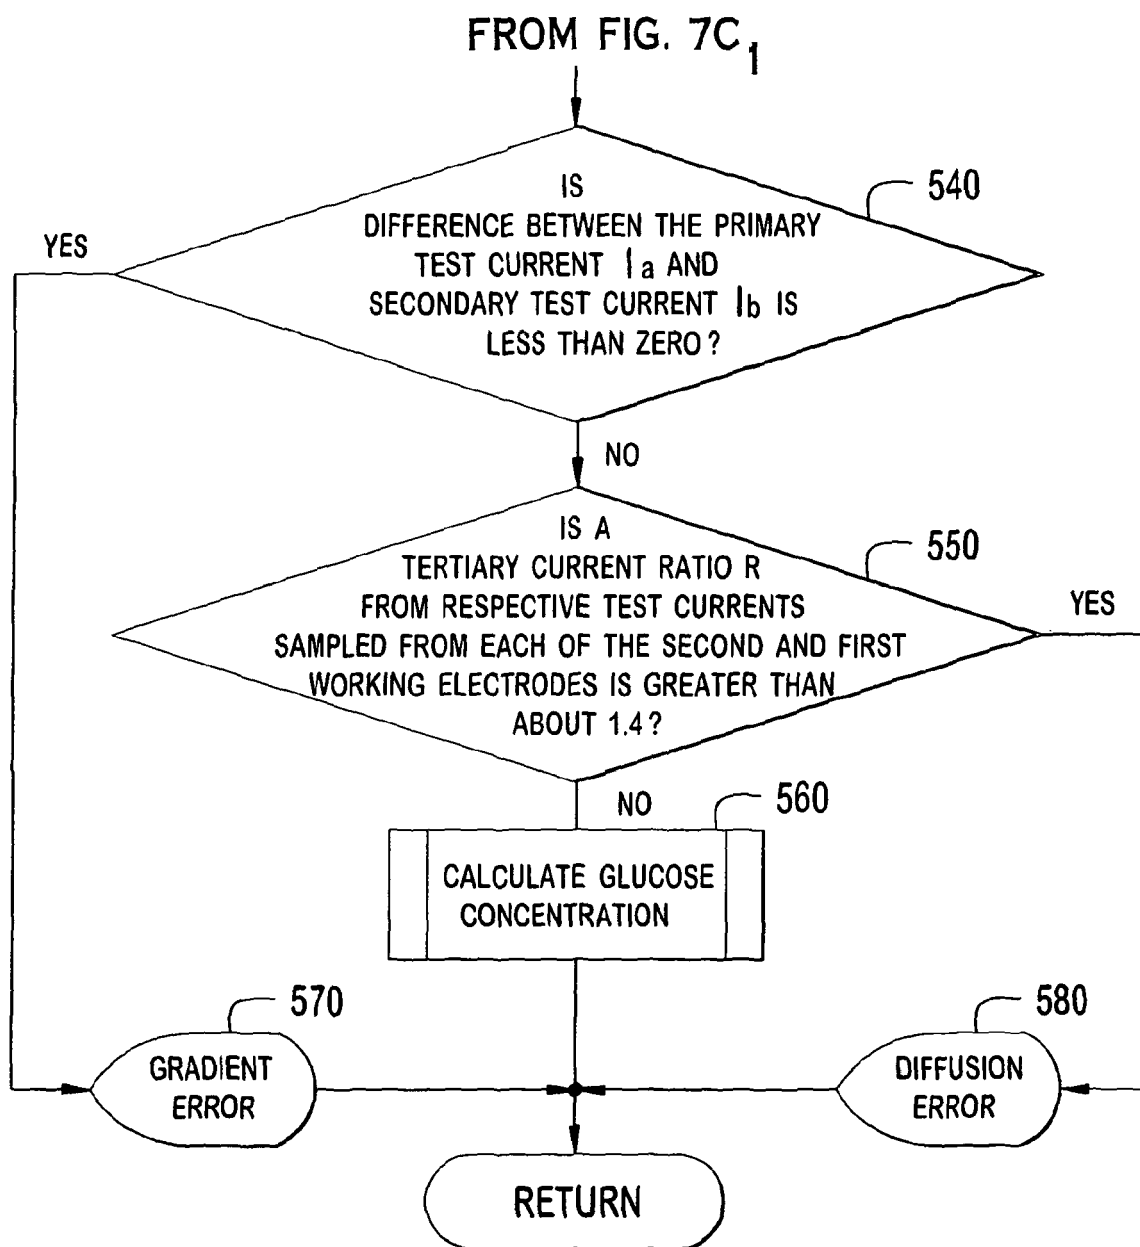 FROM FIG. 7C1
540
IS
DIFFERENCE BETWEEN THE PRIMARY
TEST CURRENT Ia AND
SECONDARY TEST CURRENT Ib IS
LESS THAN ZERO?
YES
NO
550
IS A
TERTIARY CURRENT RATIO R
FROM RESPECTIVE TEST CURRENTS
SAMPLED FROM EACH OF THE SECOND AND FIRST
WORKING ELECTRODES IS GREATER THAN
ABOUT 1.4?
YES
NO
560
CALCULATE GLUCOSE
CONCENTRATION
570
GRADIENT
ERROR
580
DIFFUSION
ERROR
RETURN